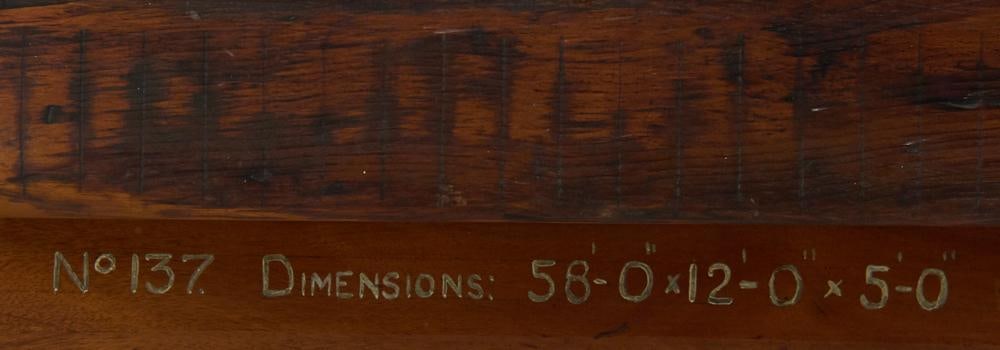 Nº 137. DIMENSIONS: 58'-0" x 12'-0" x 5'-0"